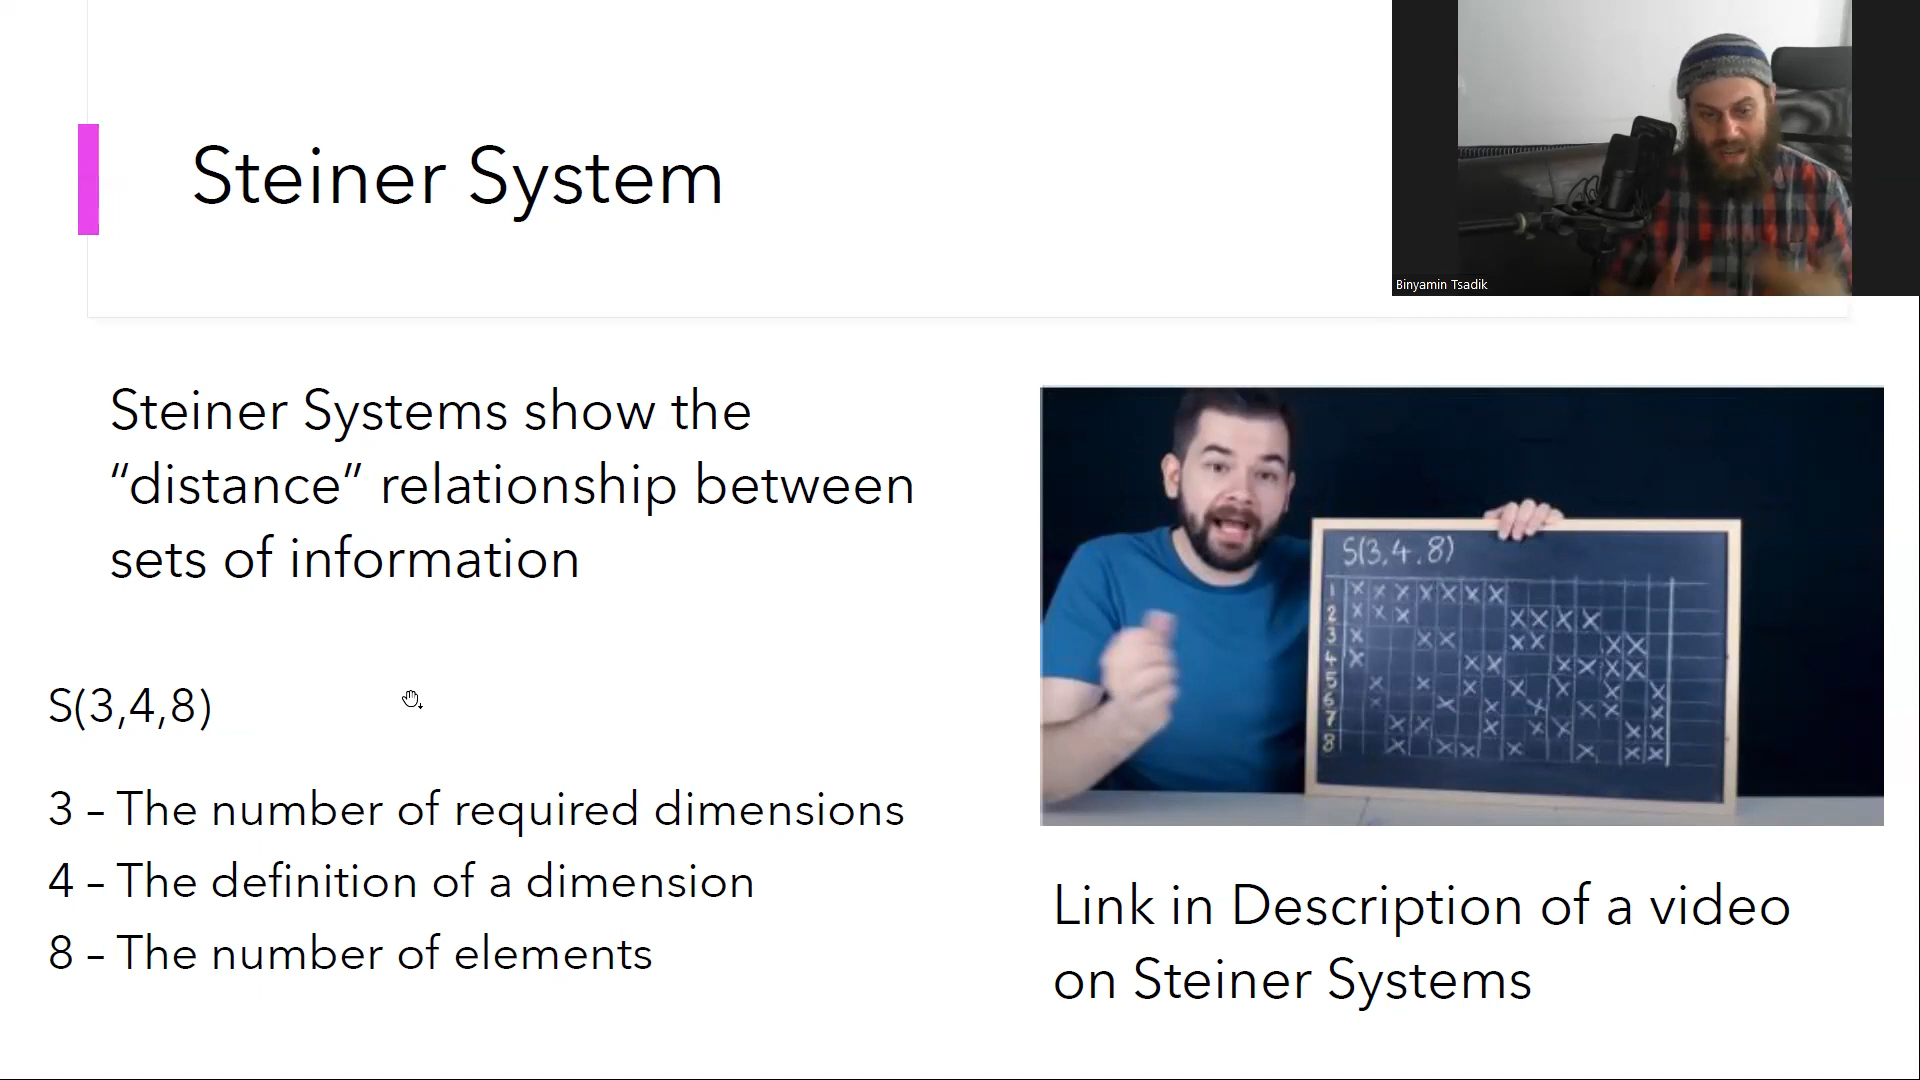 Steiner System
Binyamin Tsadik
Steiner Systems show the
“distance” relationship between
sets of information
S(3,4,8)
3 – The number of required dimensions
4 – The definition of a dimension
8 – The number of elements
S(3,4,8)
1 X X X X X X X
2 X X X X X X X
3 X X X X X X X
4 X X X X X X X
5 X X X X X X X
6 X X X X X X X
7 X X X X X X X
8 X X X X X X X
Link in Description of a video
on Steiner Systems